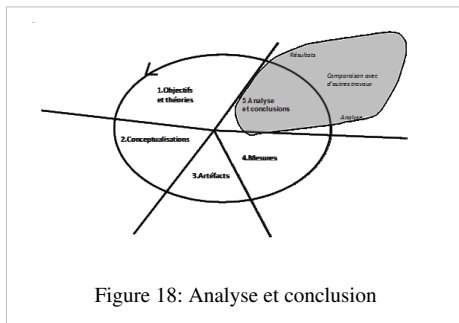 Résultats
1.Objectifs
et théories
Comparaison avec
d'autres travaux
5.Analyse
et conclusions
Analyse
2.Conceptualisations
4.Mesures
3.Artéfacts
Figure 18: Analyse et conclusion